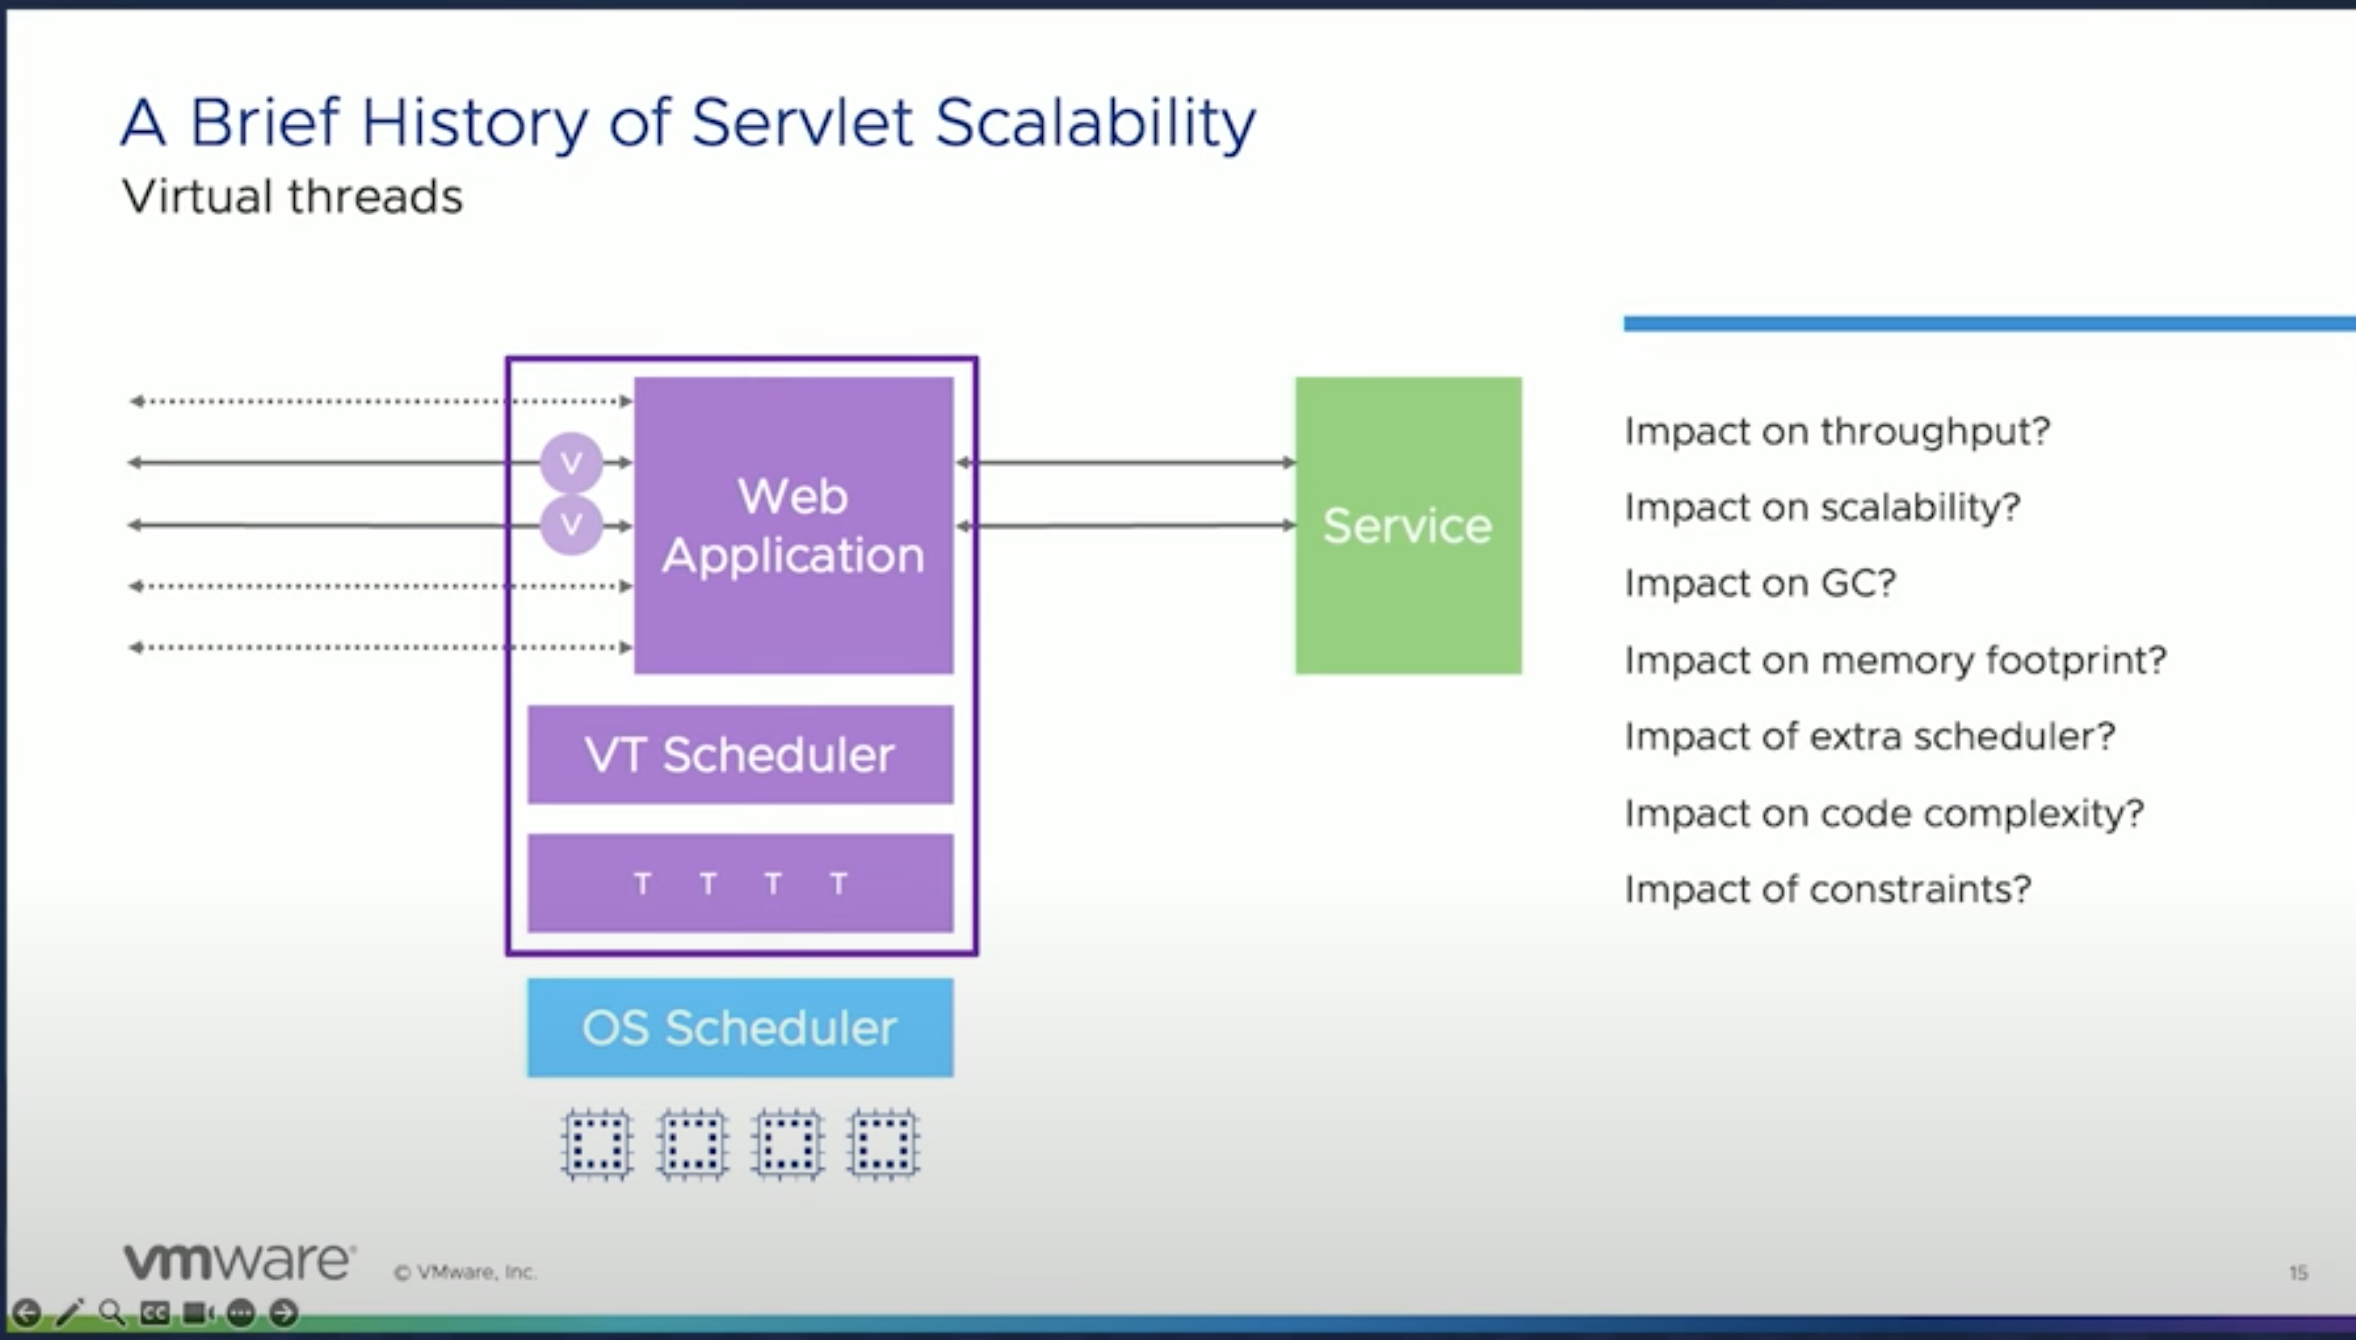 A Brief History of Servlet Scalability
Virtual threads
V
V
Web
Application
Service
VT Scheduler
T T T T
OS Scheduler
Impact on throughput?
Impact on scalability?
Impact on GC?
Impact on memory footprint?
Impact of extra scheduler?
Impact on code complexity?
Impact of constraints?
vmware®
© VMware, Inc.
15
CC